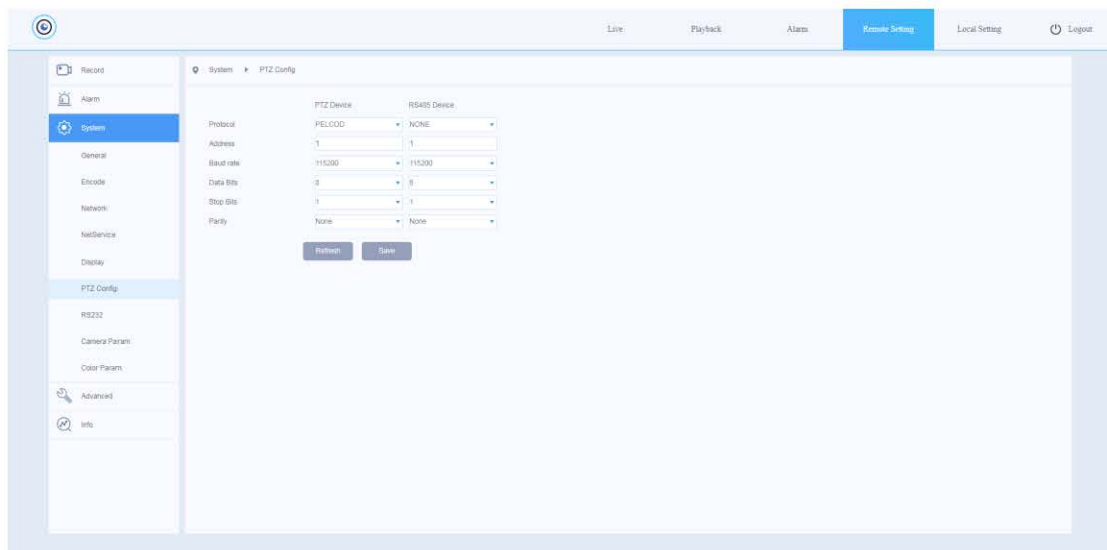 Live Playback Alarm Remote Setting Local Setting Logout
Record
Alarm
System
General
Encode
Network
NetService
Display
PTZ Config
RS232
Camera Param
Color Param
Advanced
Info
System PTZ Config
PTZ Device RS485 Device
Protocol PELCOD NONE
Address 1 1
Baud rate 115200 115200
Data Bits 8 8
Stop Bits 1 1
Parity None None
Refresh Save